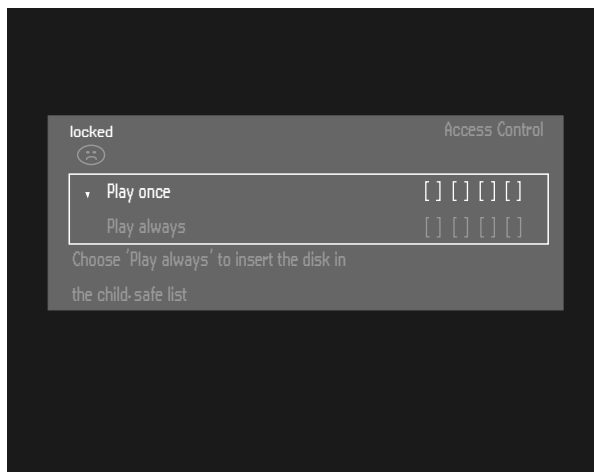 locked
Access Control
Play once [ ] [ ] [ ] [ ]
Play always [ ] [ ] [ ] [ ]
Choose 'Play always' to insert the disk in
the child-safe list